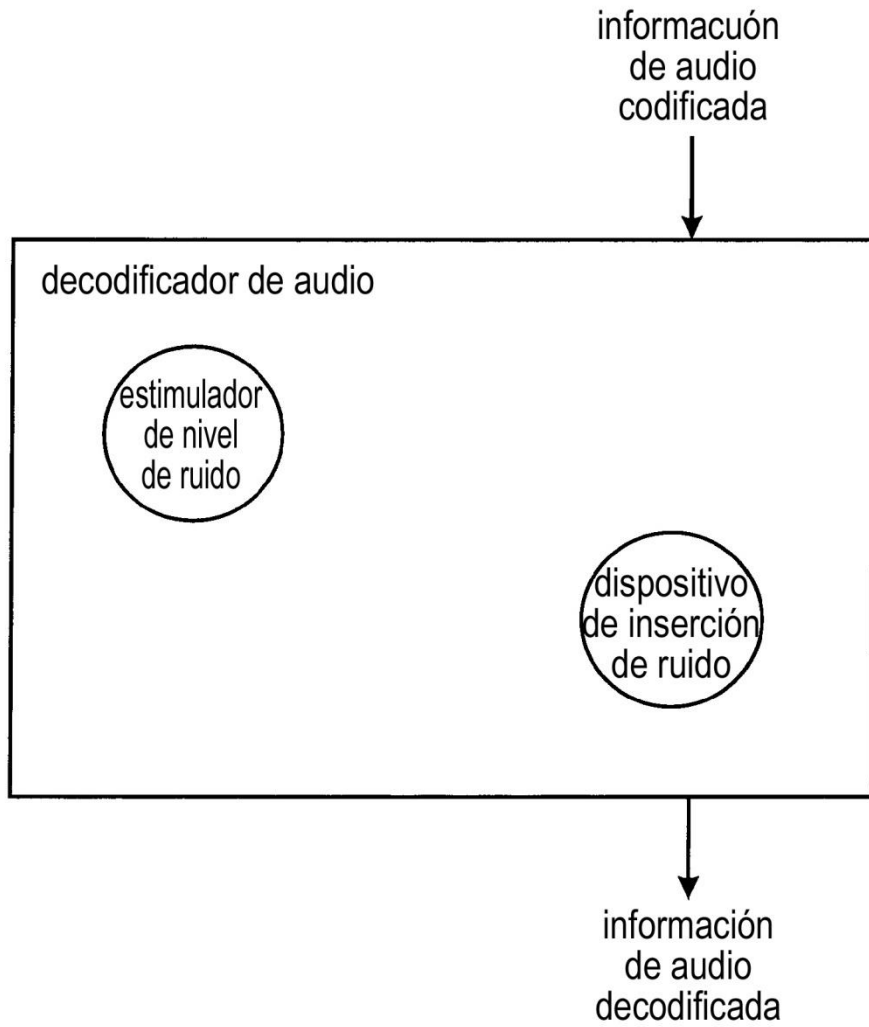 informacuón
de audio
codificada
decodificador de audio
estimulador
de nivel
de ruido
dispositivo
de inserción
de ruido
información
de audio
decodificada